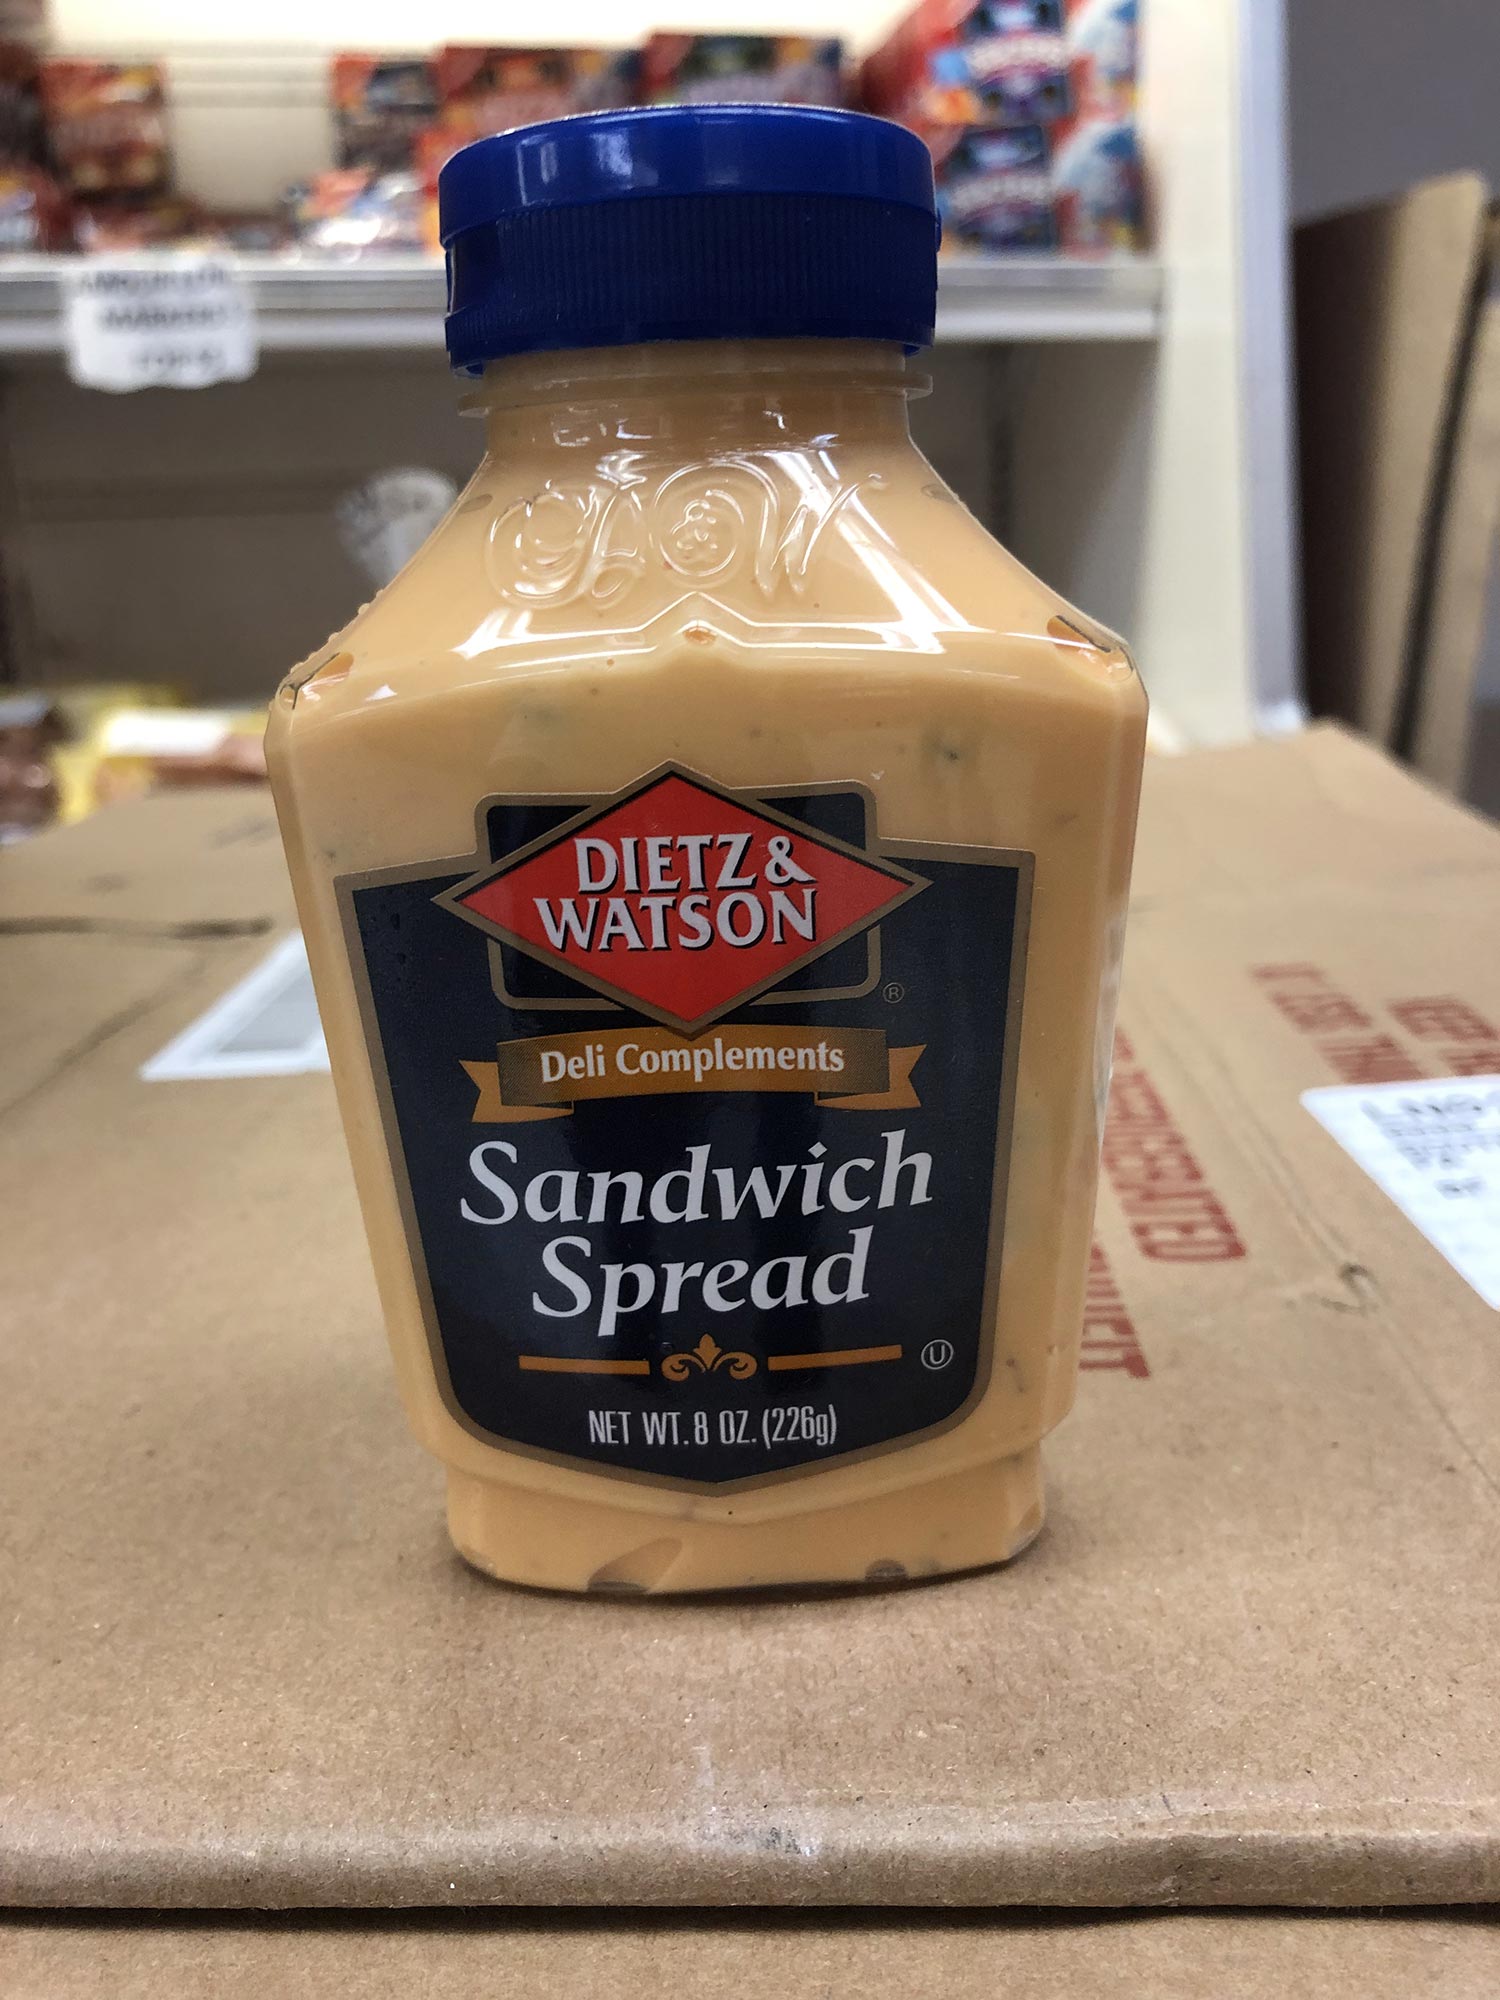 D&W
DIETZ &
WATSON
®
Deli Complements
Sandwich
Spread
U
NET WT. 8 OZ. (226g)